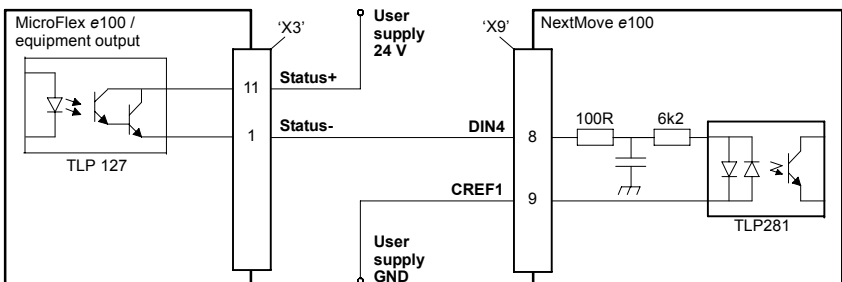 MicroFlex e100 /
equipment output
'X3'
User
supply
24 V
'X9'
NextMove e100
11
Status+
1
Status-
DIN4
8
100R
6k2
TLP 127
CREF1
9
TLP281
User
supply
GND